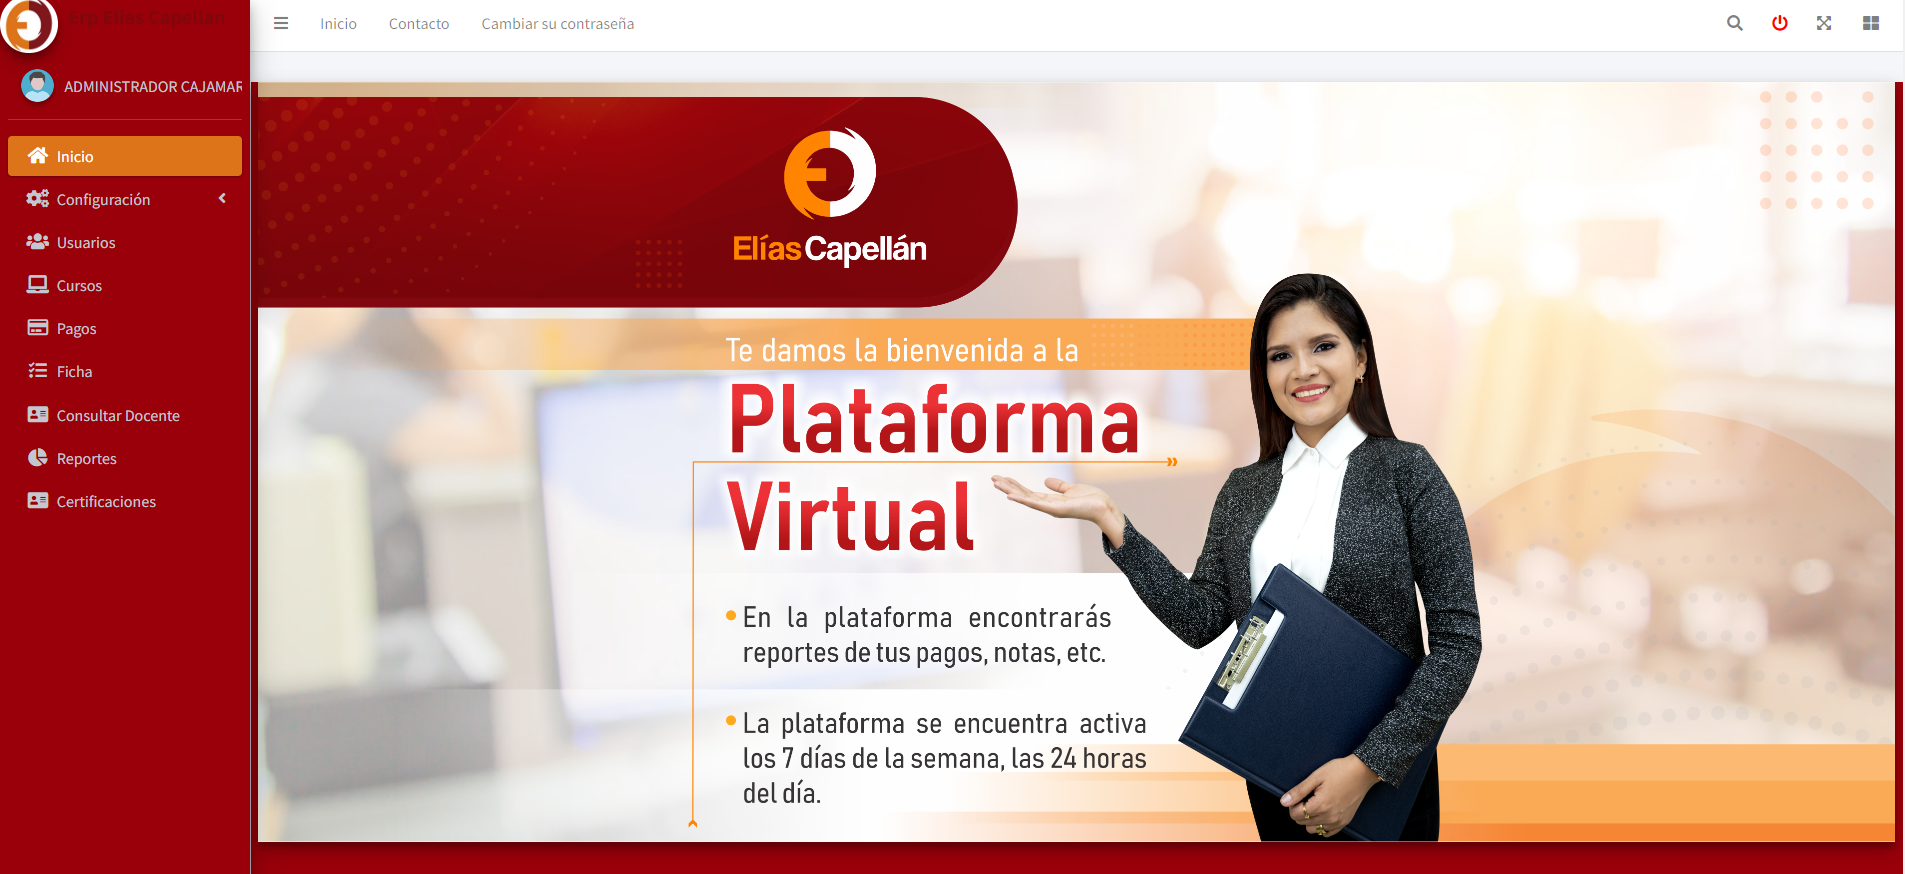 Erp Elias Capellán
ADMINISTRADOR CAJAMAR
Inicio
Configuración
Usuarios
Cursos
Pagos
Ficha
Consultar Docente
Reportes
Certificaciones
Inicio Contacto Cambiar su contraseña
Elías Capellán
Te damos la bienvenida a la
Plataforma
Virtual
En la plataforma encontrarás
reportes de tus pagos, notas, etc.
La plataforma se encuentra activa
los 7 días de la semana, las 24 horas
del día.